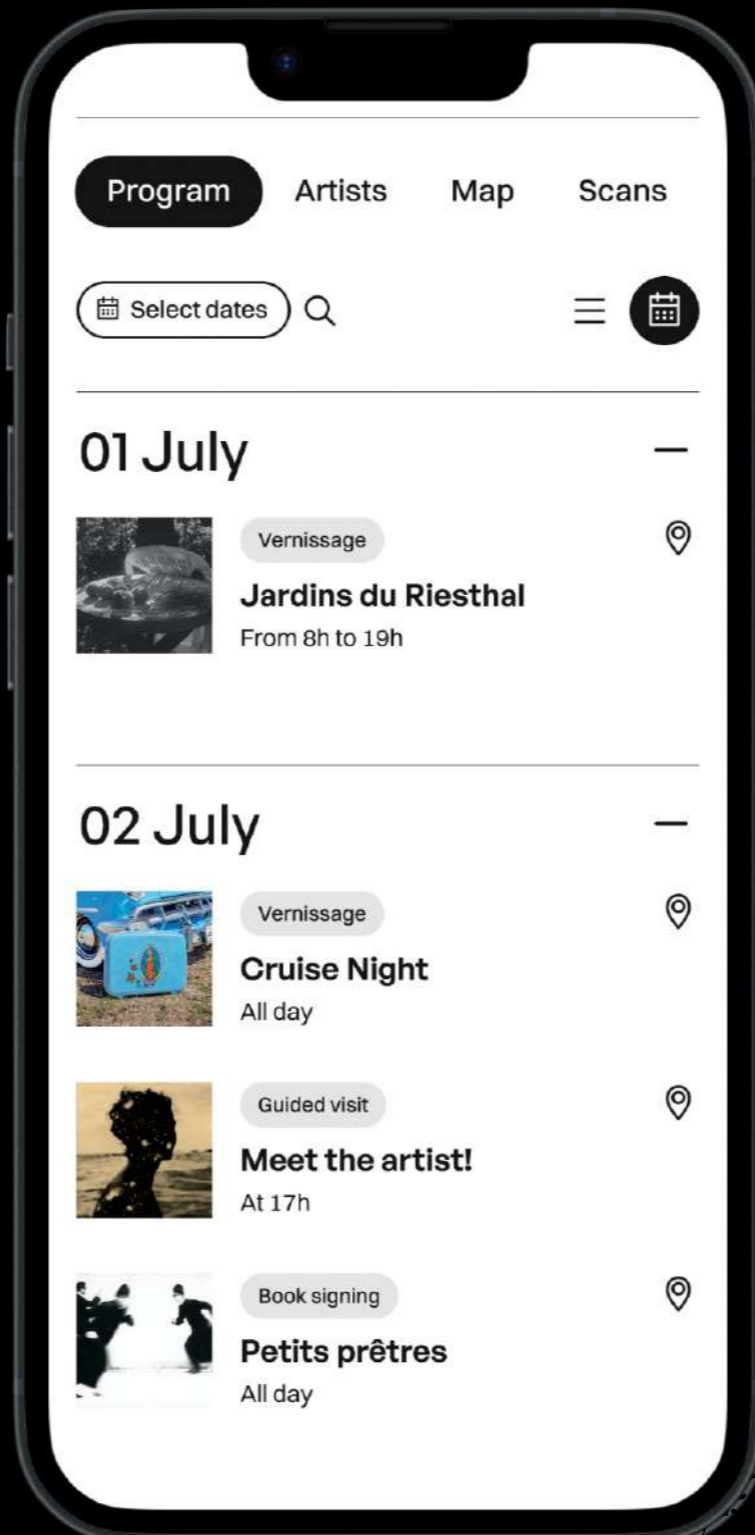 Program Artists Map Scans
Select dates
01 July
Vernissage
Jardins du Riesthal
From 8h to 19h
02 July
Vernissage
Cruise Night
All day
Guided visit
Meet the artist!
At 17h
Book signing
Petits prêtres
All day